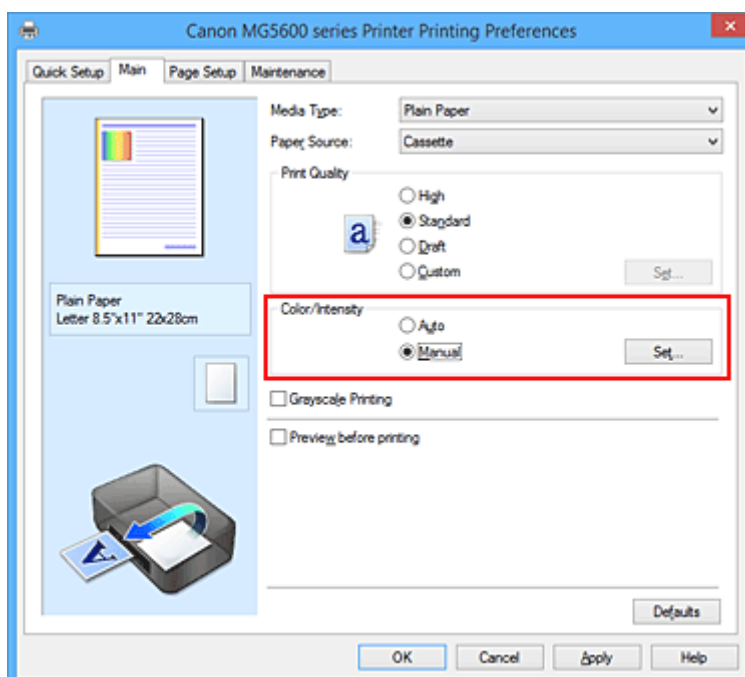 Canon MG5600 series Printer Printing Preferences
Quick Setup Main Page Setup Maintenance
Media Type: Plain Paper
Paper Source: Cassette
Print Quality
High
Standard
a
Draft
Custom Set...
Plain Paper
Letter 8.5"x11" 22x28cm
Color/Intensity
Auto
Manual Set...
Grayscale Printing
Preview before printing
A
Defaults
OK Cancel Apply Help